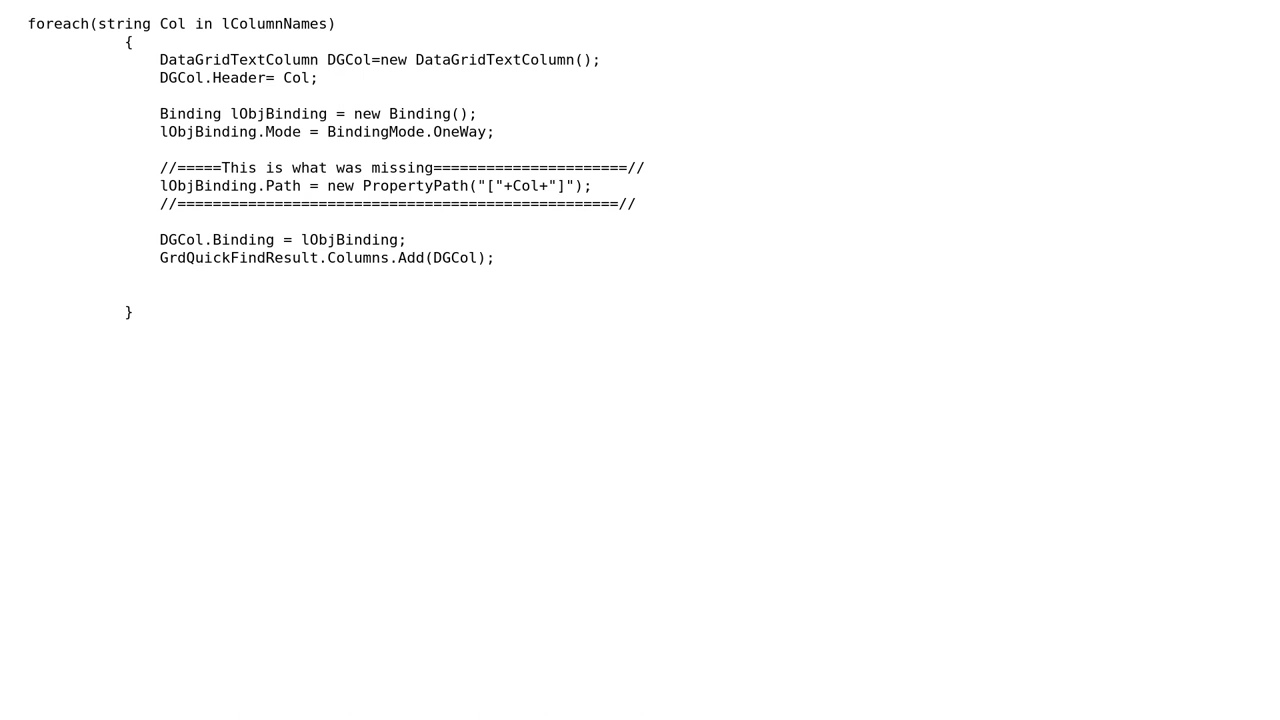 foreach(string Col in lColumnNames)
{
DataGridTextColumn DGCol=new DataGridTextColumn();
DGCol.Header= Col;
Binding lObjBinding = new Binding();
lObjBinding.Mode = BindingMode.OneWay;
//=====This is what was missing======================//
lObjBinding.Path = new PropertyPath("["+Col+"]");
//==================================================//
DGCol.Binding = lObjBinding;
GrdQuickFindResult.Columns.Add(DGCol);
}